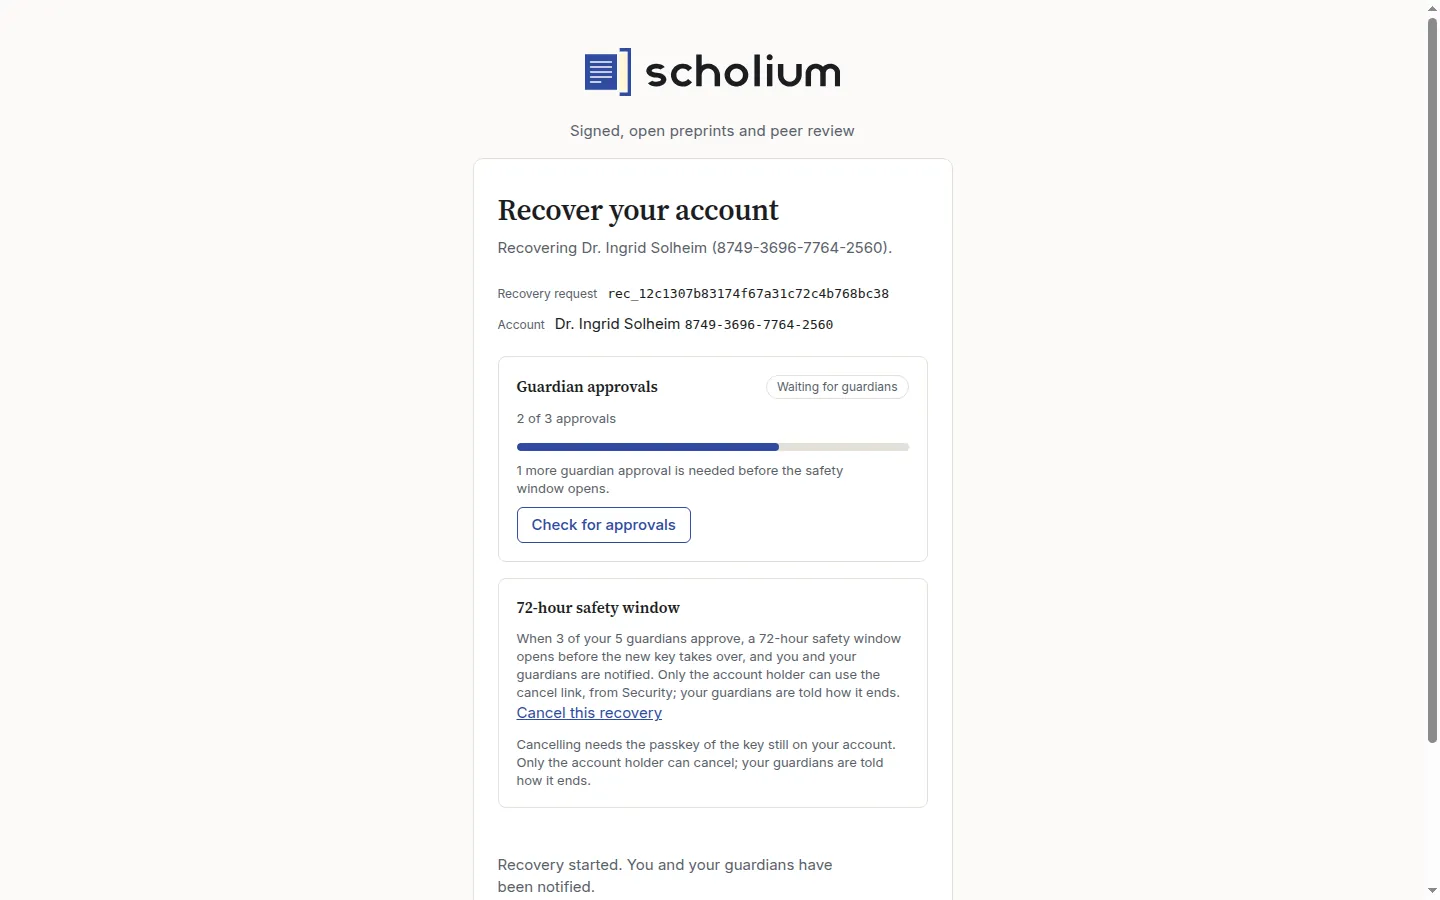 scholium
Signed, open preprints and peer review
Recover your account
Recovering Dr. Ingrid Solheim (8749-3696-7764-2560).
Recovery request rec_12c1307b83174f67a31c72c4b768bc38
Account Dr. Ingrid Solheim 8749-3696-7764-2560
Guardian approvals Waiting for guardians
2 of 3 approvals
1 more guardian approval is needed before the safety
window opens.
Check for approvals
72-hour safety window
When 3 of your 5 guardians approve, a 72-hour safety window
opens before the new key takes over, and you and your
guardians are notified. Only the account holder can use the
cancel link, from Security; your guardians are told how it ends.
Cancel this recovery
Cancelling needs the passkey of the key still on your account.
Only the account holder can cancel; your guardians are told
how it ends.
Recovery started. You and your guardians have
been notified.